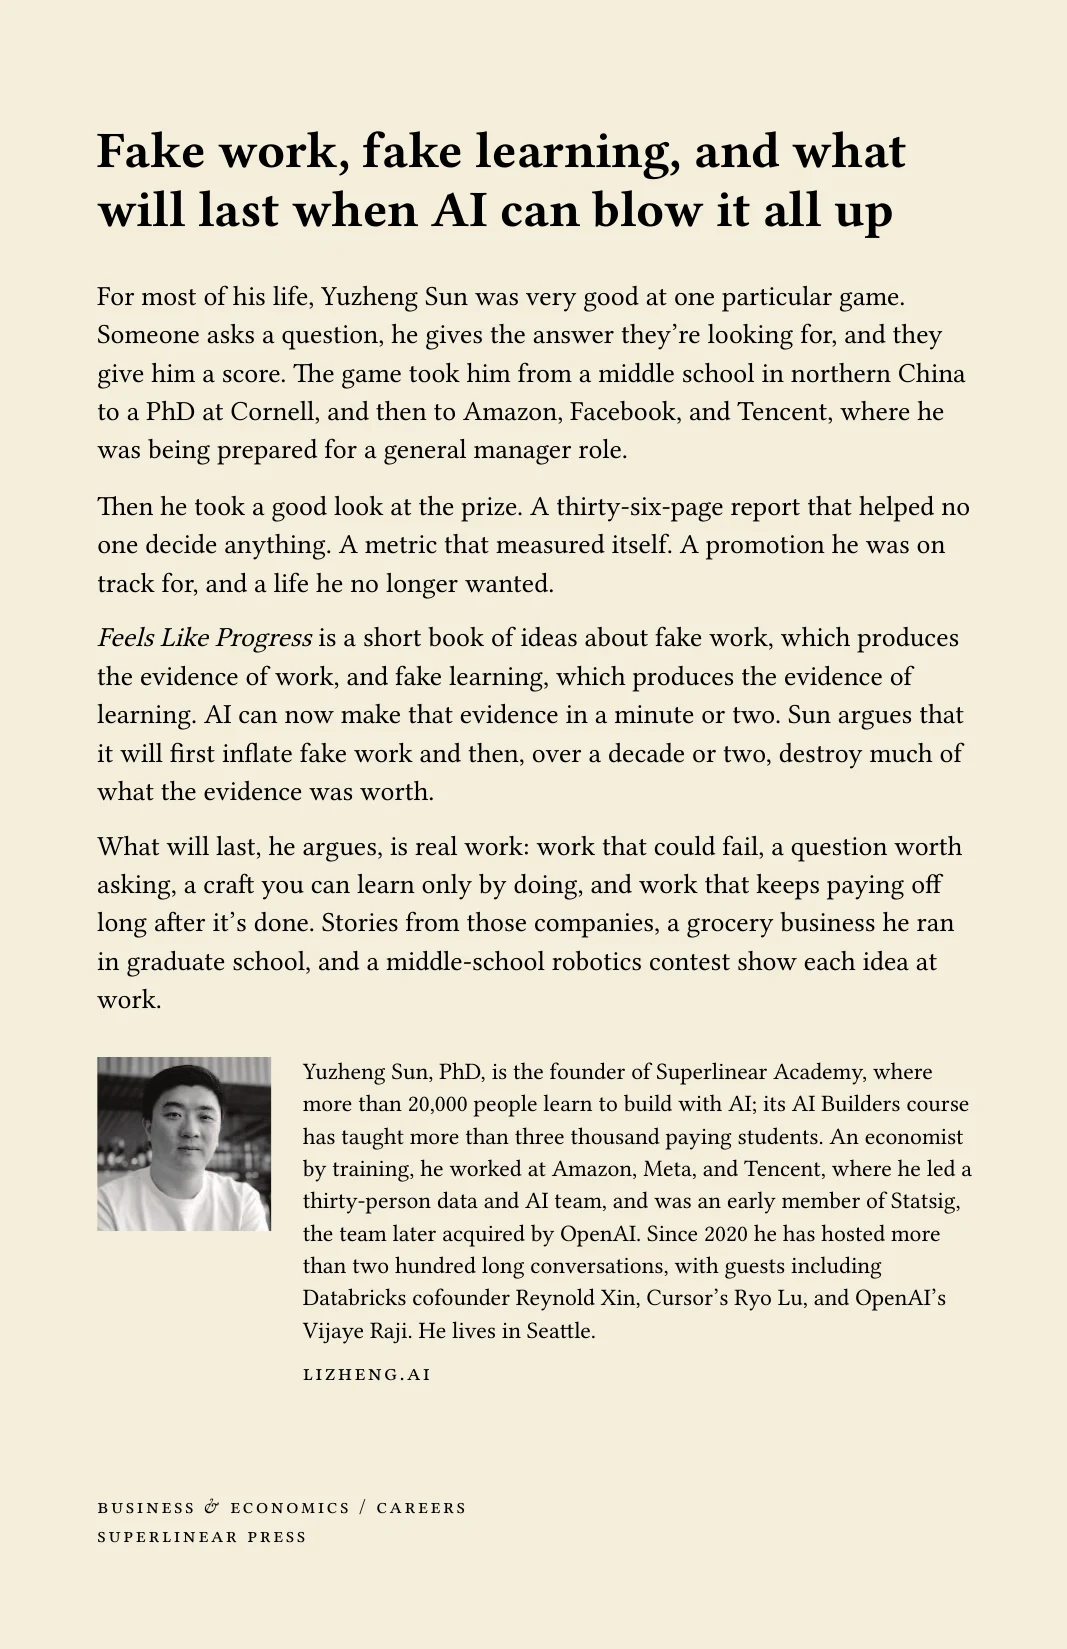 Fake work, fake learning, and what
will last when AI can blow it all up
For most of his life, Yuzheng Sun was very good at one particular game.
Someone asks a question, he gives the answer they’re looking for, and they
give him a score. The game took him from a middle school in northern China
to a PhD at Cornell, and then to Amazon, Facebook, and Tencent, where he
was being prepared for a general manager role.
Then he took a good look at the prize. A thirty-six-page report that helped no
one decide anything. A metric that measured itself. A promotion he was on
track for, and a life he no longer wanted.
Feels Like Progress is a short book of ideas about fake work, which produces
the evidence of work, and fake learning, which produces the evidence of
learning. AI can now make that evidence in a minute or two. Sun argues that
it will first inflate fake work and then, over a decade or two, destroy much of
what the evidence was worth.
What will last, he argues, is real work: work that could fail, a question worth
asking, a craft you can learn only by doing, and work that keeps paying off
long after it’s done. Stories from those companies, a grocery business he ran
in graduate school, and a middle-school robotics contest show each idea at
work.
Yuzheng Sun, PhD, is the founder of Superlinear Academy, where
more than 20,000 people learn to build with AI; its AI Builders course
has taught more than three thousand paying students. An economist
by training, he worked at Amazon, Meta, and Tencent, where he led a
thirty-person data and AI team, and was an early member of Statsig,
the team later acquired by OpenAI. Since 2020 he has hosted more
than two hundred long conversations, with guests including
Databricks cofounder Reynold Xin, Cursor’s Ryo Lu, and OpenAI’s
Vijaye Raji. He lives in Seattle.
LIZHENG.AI
BUSINESS & ECONOMICS / CAREERS
SUPERLINEAR PRESS